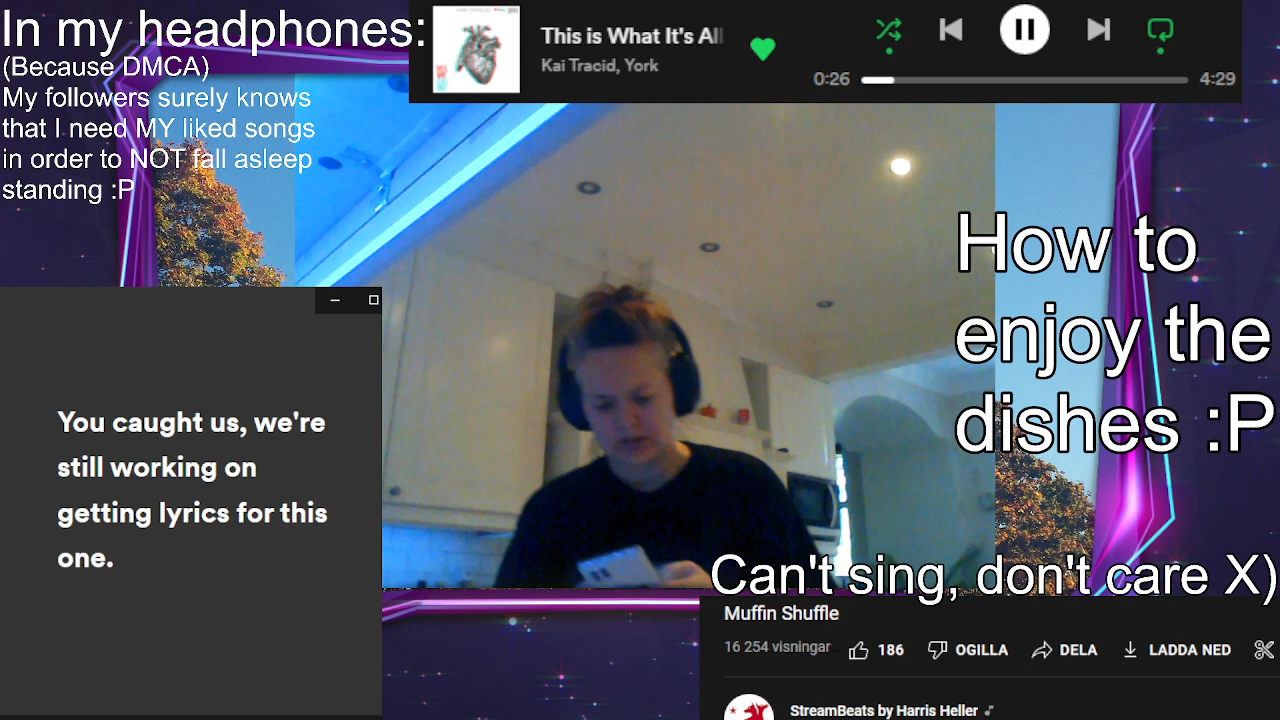 In my headphones:
(Because DMCA)
My followers surely knows
that I need MY liked songs
in order to NOT fall asleep
standing :P
This is What It's All
Kai Tracid, York
0:26
4:29
How to
enjoy the
dishes :P
You caught us, we're
still working on
getting lyrics for this
one.
Can't sing, don't care X)
Muffin Shuffle
16 254 visningar
186
OGILLA
DELA
LADDA NED
StreamBeats by Harris Heller